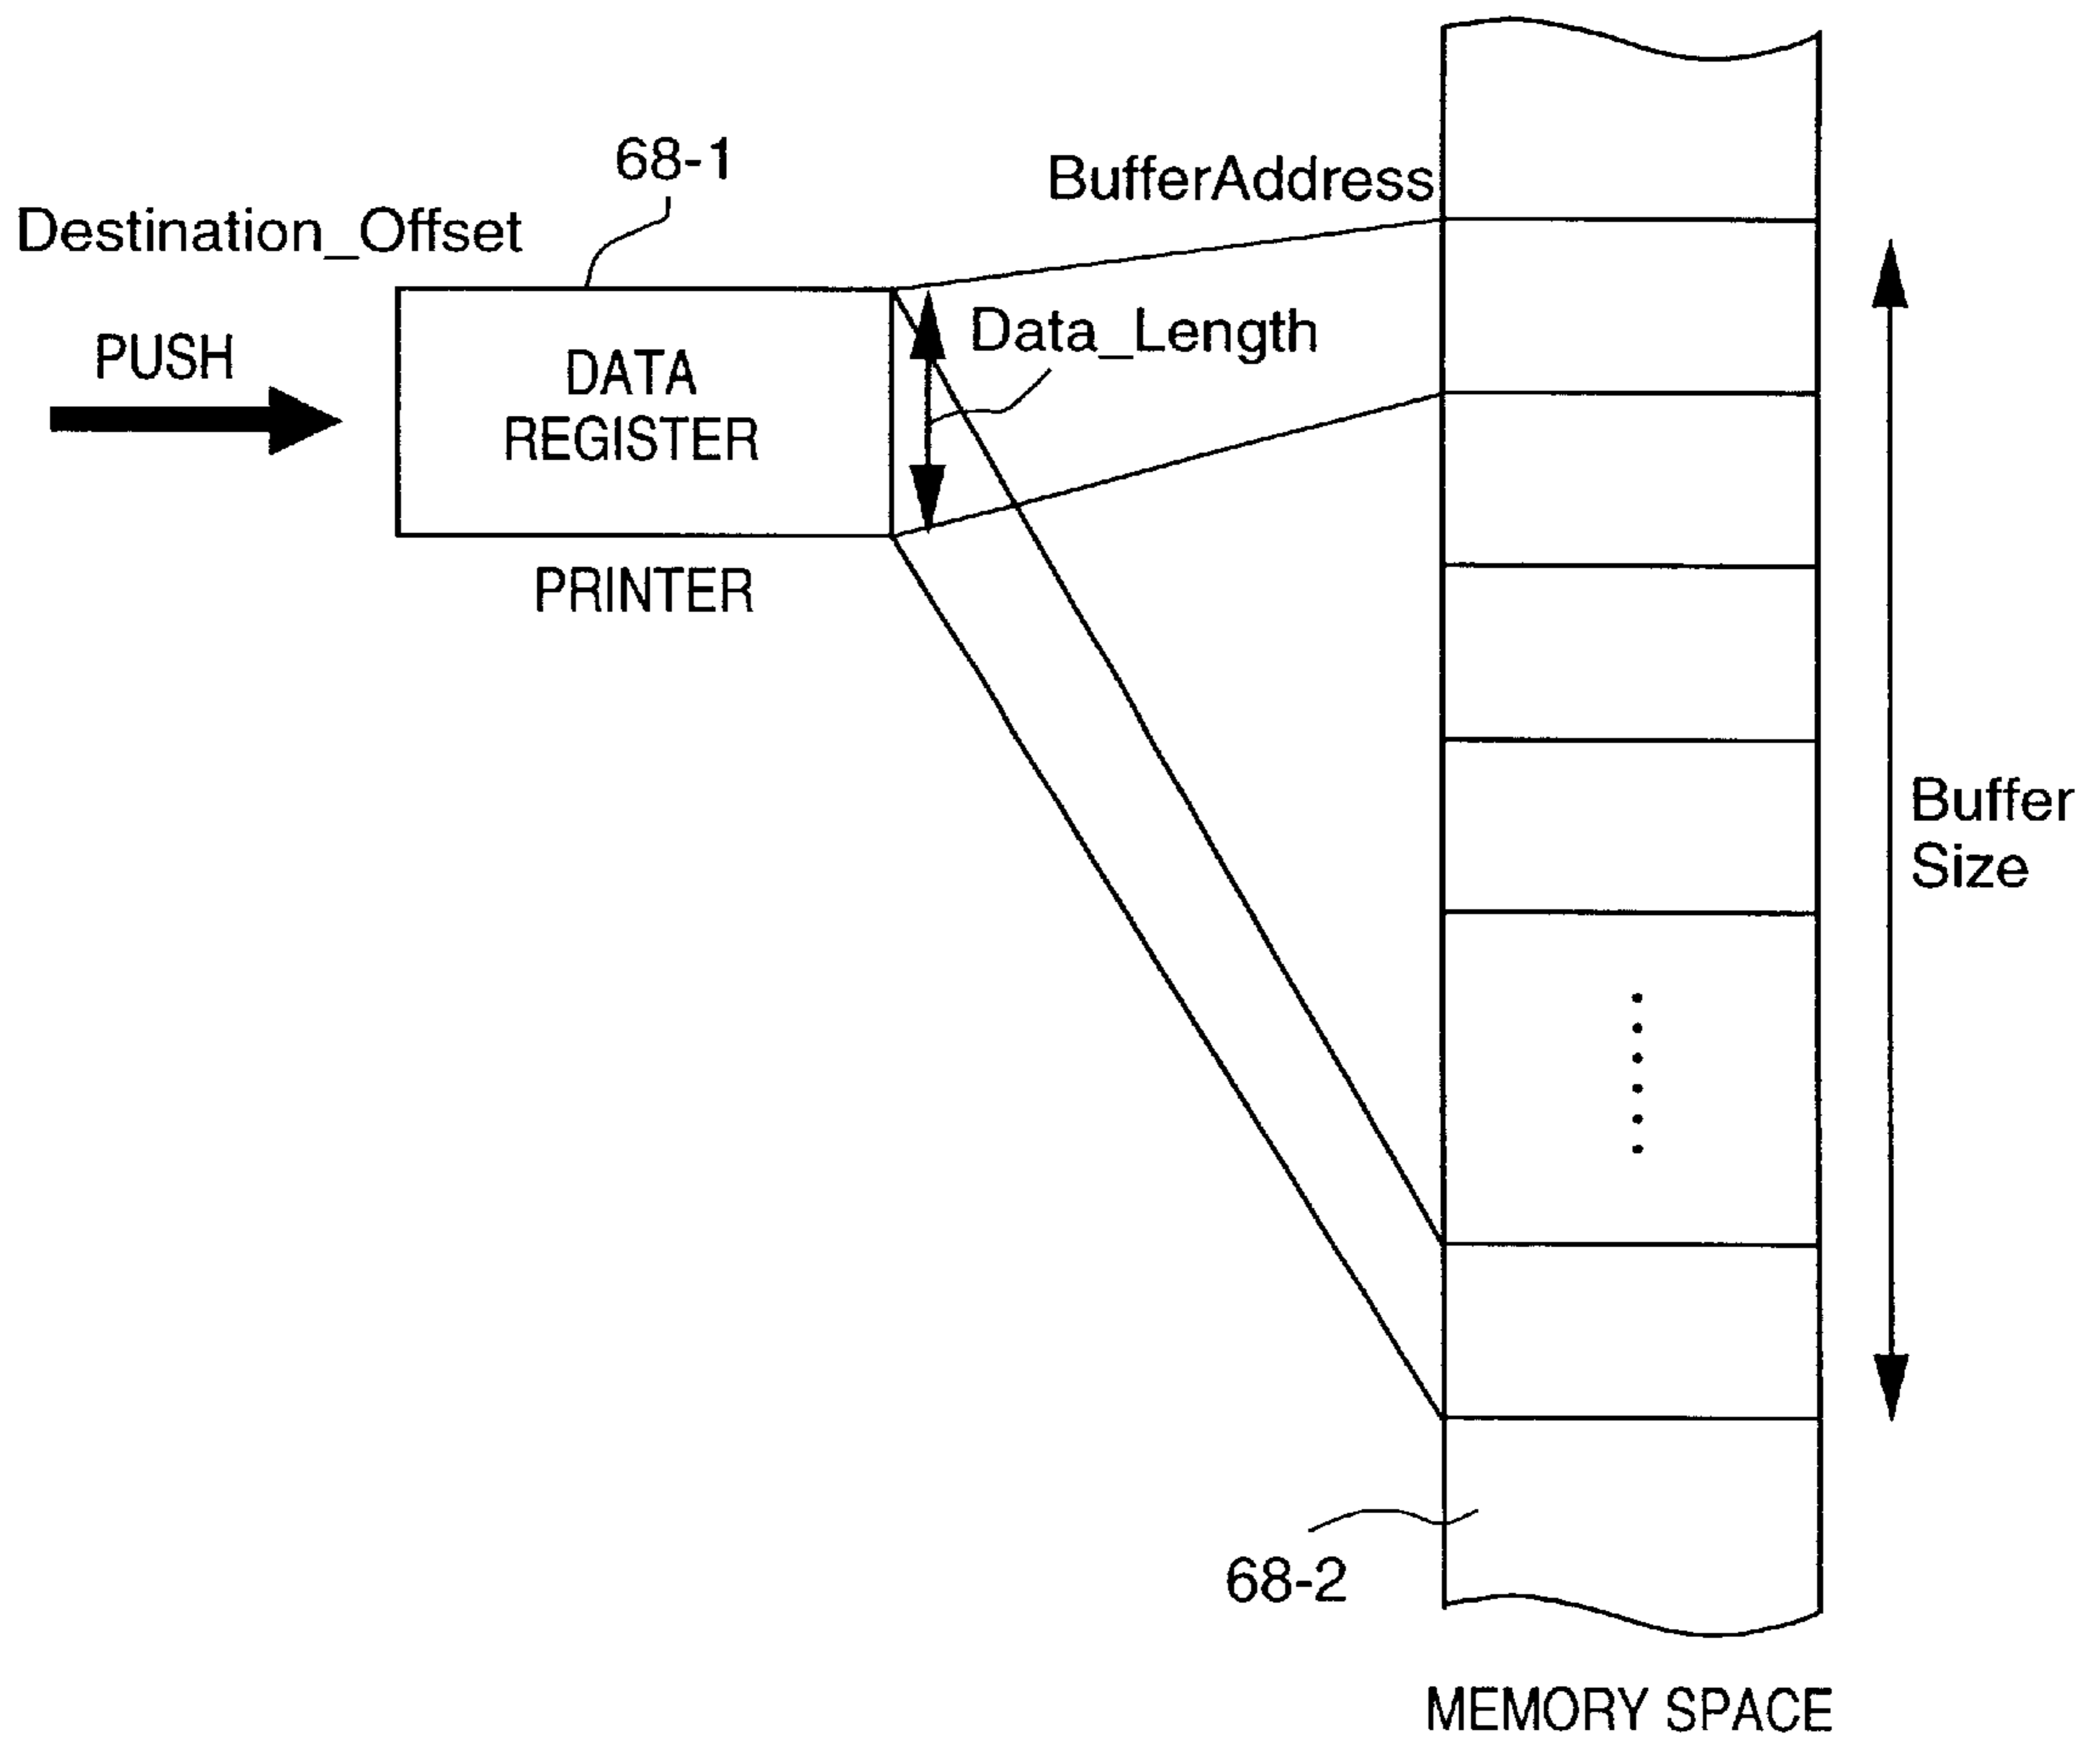 68-1
BufferAddress
Destination_Offset
PUSH
Data_Length
DATA
REGISTER
PRINTER
Buffer
Size
68-2
MEMORY SPACE